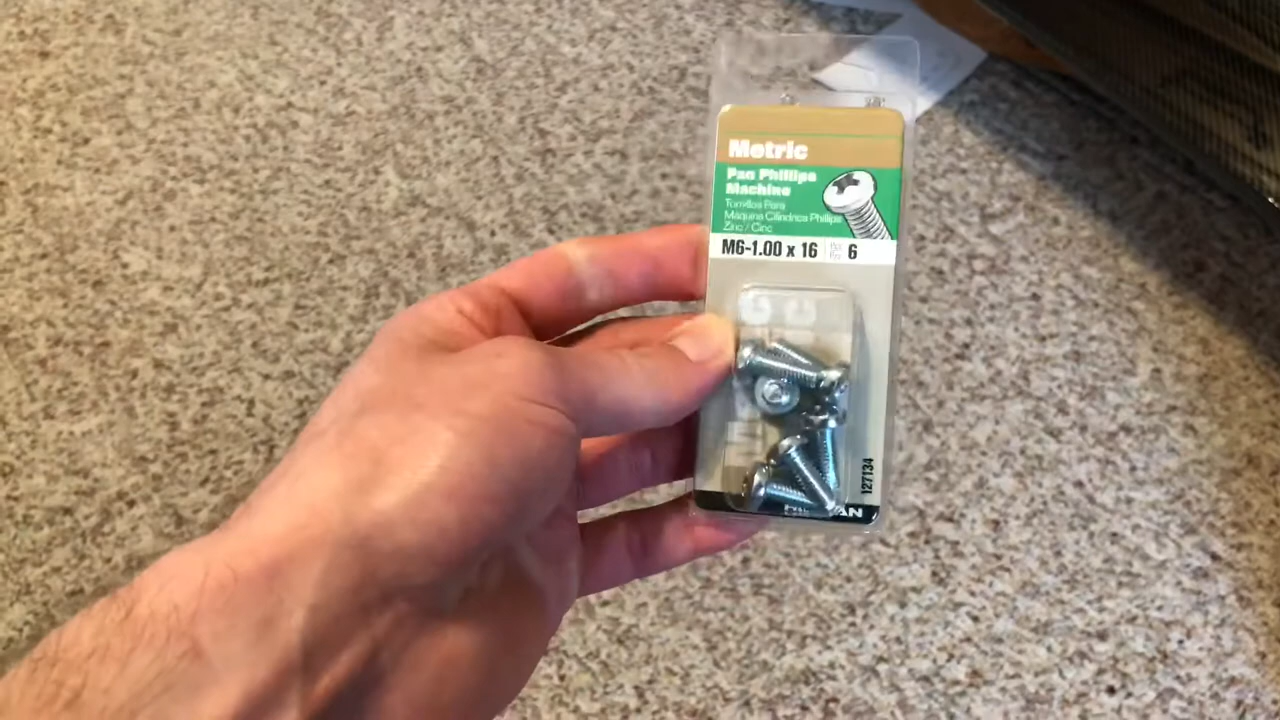 Metric
Pan Phillips
Machine
Tornillos Para
Máquina Cilíndrica Phillips
Zinc / Cinc
M6-1.00 x 16 6
127134